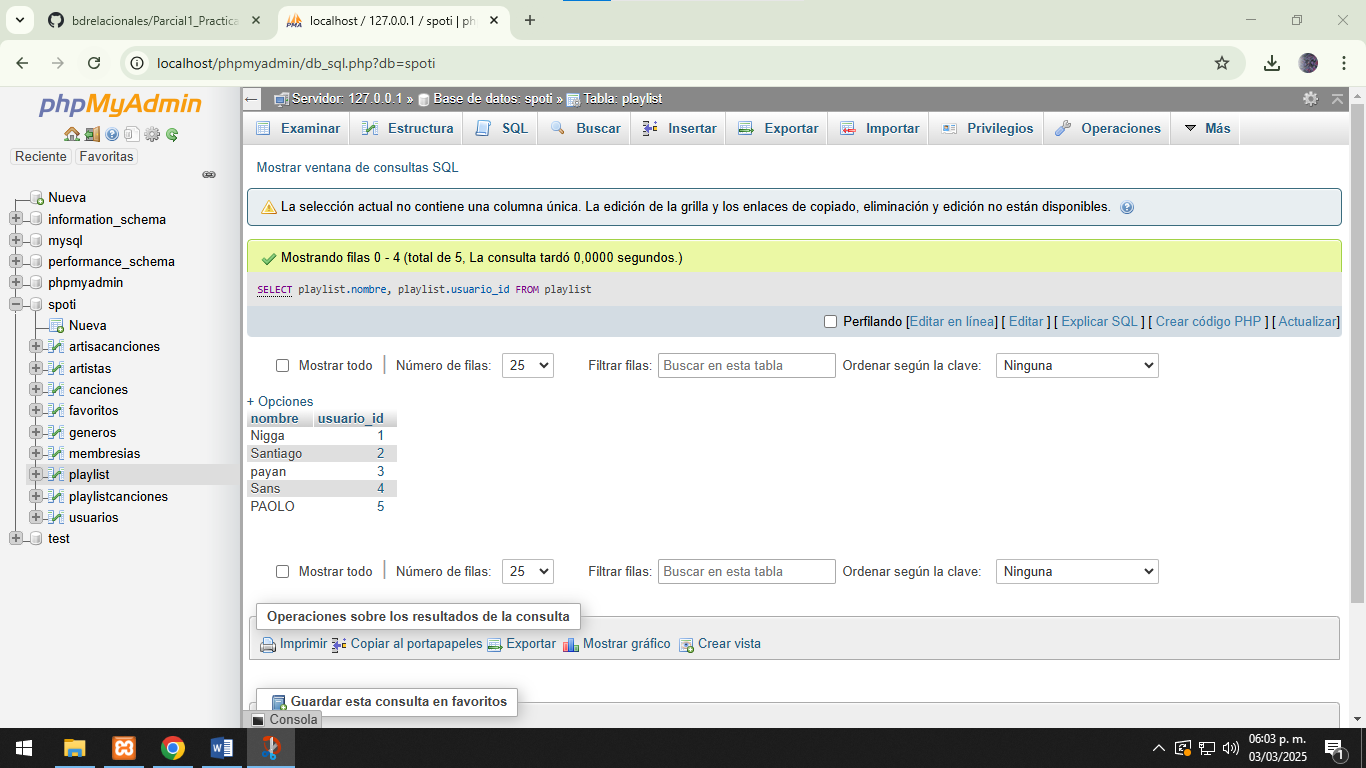 bdrelacionales/Parcial1_Practica
localhost / 127.0.0.1 / spoti | ph
localhost/phpmyadmin/db_sql.php?db=spoti
phpMyAdmin
Reciente Favoritas
Nueva
information_schema
mysql
performance_schema
phpmyadmin
spoti
Nueva
artisacanciones
artistas
canciones
favoritos
generos
membresias
playlist
playlistcanciones
usuarios
test
Servidor: 127.0.0.1 » Base de datos: spoti » Tabla: playlist
Examinar Estructura SQL Buscar Insertar Exportar Importar Privilegios Operaciones Más
Mostrar ventana de consultas SQL
La selección actual no contiene una columna única. La edición de la grilla y los enlaces de copiado, eliminación y edición no están disponibles.
Mostrando filas 0 - 4 (total de 5, La consulta tardó 0,0000 segundos.)
SELECT playlist.nombre, playlist.usuario_id FROM playlist
Perfilando [Editar en línea] [ Editar ] [ Explicar SQL ] [ Crear código PHP ] [ Actualizar]
Mostrar todo | Número de filas: 25 Filtrar filas: Buscar en esta tabla Ordenar según la clave: Ninguna
+ Opciones
nombre usuario_id
Nigga 1
Santiago 2
payan 3
Sans 4
PAOLO 5
Mostrar todo | Número de filas: 25 Filtrar filas: Buscar en esta tabla Ordenar según la clave: Ninguna
Operaciones sobre los resultados de la consulta
Imprimir Copiar al portapapeles Exportar Mostrar gráfico Crear vista
Guardar esta consulta en favoritos
Consola
06:03 p. m.
03/03/2025
1